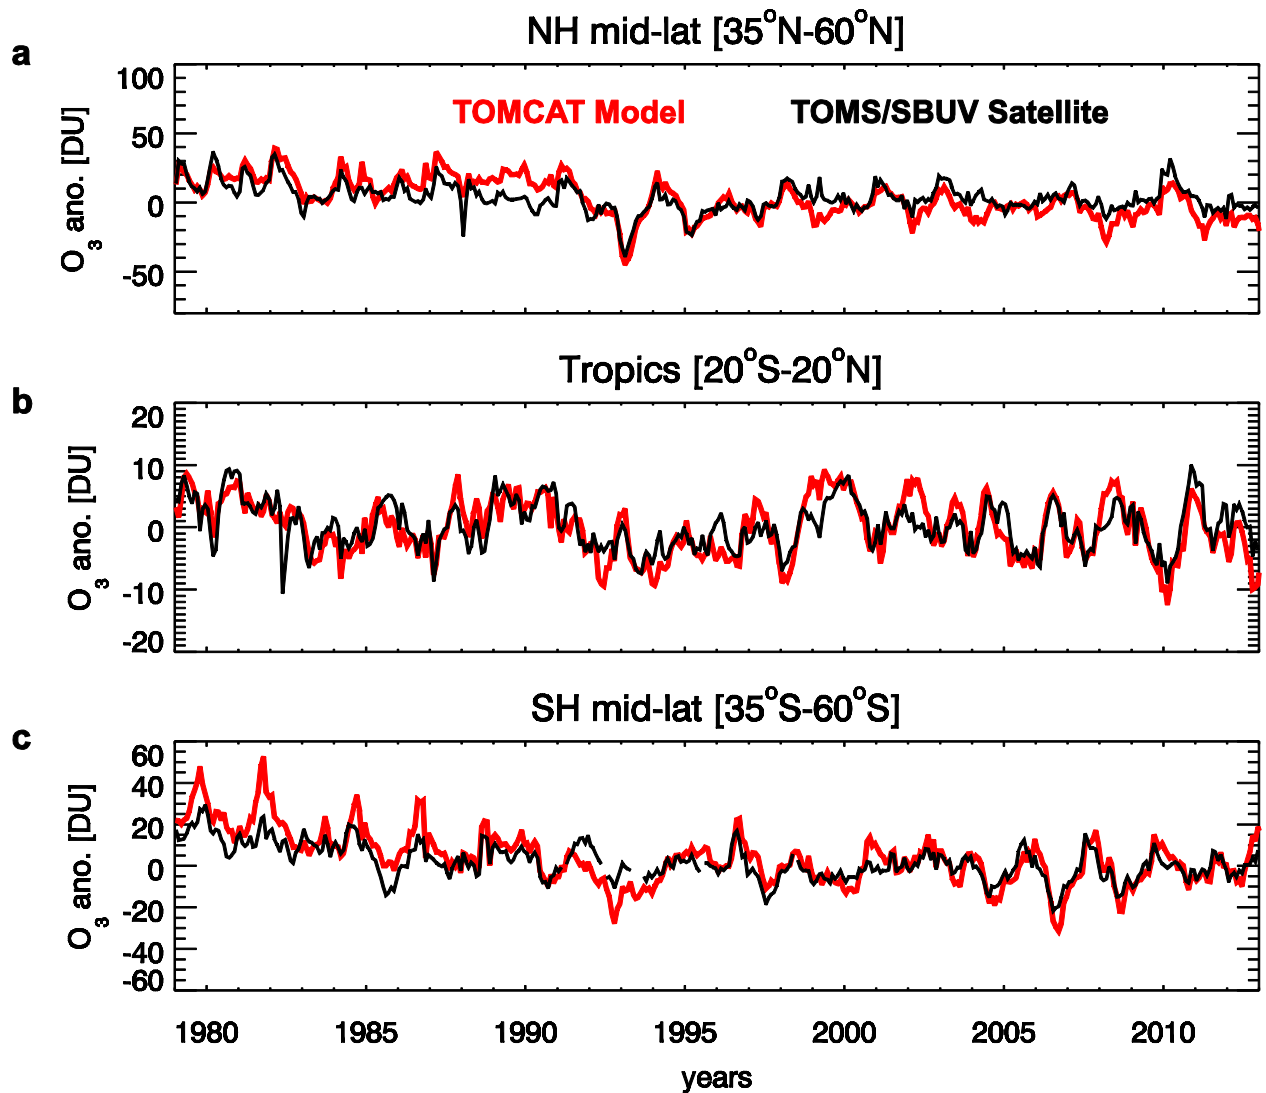 a
NH mid-lat [35°N-60°N]
TOMCAT Model
TOMS/SBUV Satellite
O₃ ano. [DU]
100
50
0
-50
b
Tropics [20°S-20°N]
O₃ ano. [DU]
20
10
0
-10
-20
c
SH mid-lat [35°S-60°S]
O₃ ano. [DU]
60
40
20
0
-20
-40
-60
1980 1985 1990 1995 2000 2005 2010
years